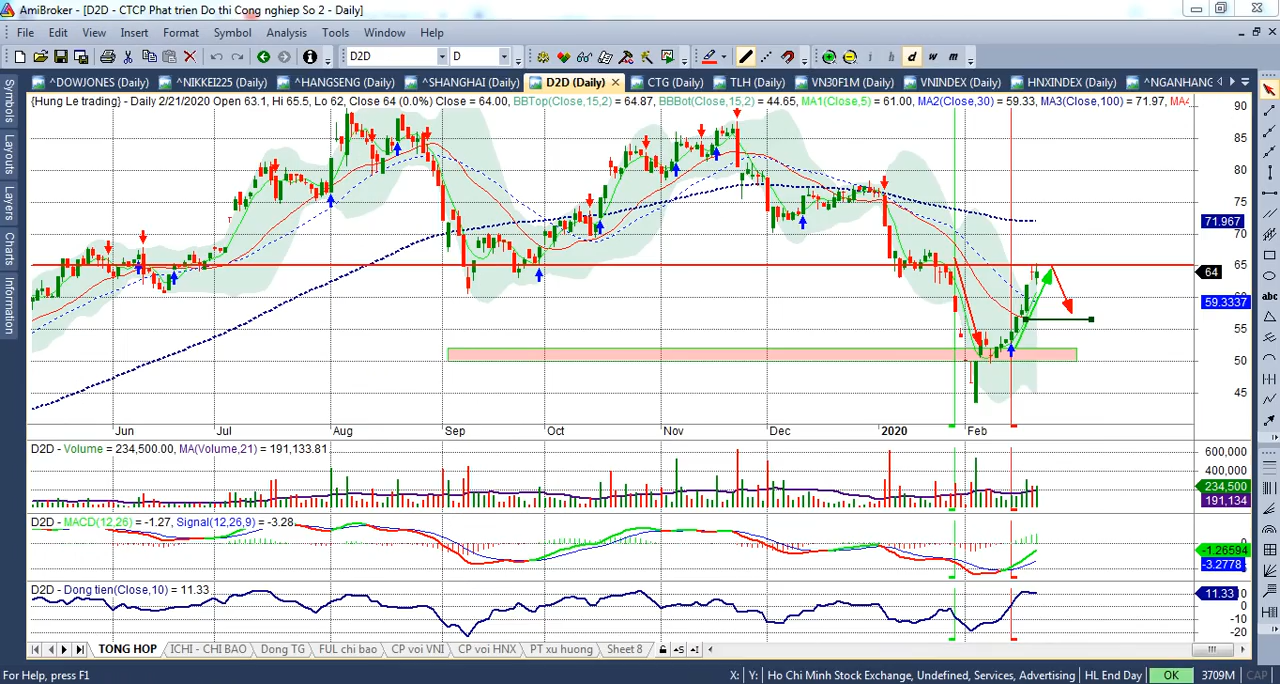 AmiBroker - [D2D - CTCP Phat trien Do thi Cong nghiep So 2 - Daily]
File Edit View Insert Format Symbol Analysis Tools Window Help
D2D D i h d w m
^DOWJONES (Daily) ^NIKKEI225 (Daily) ^HANGSENG (Daily) ^SHANGHAI (Daily) D2D (Daily) CTG (Daily) TLH (Daily) VN30F1M (Daily) VNINDEX (Daily) HNXINDEX (Daily) ^NGANHANG
Symbols
Layouts
Layers
Charts
Information
{Hung Le trading} - Daily 2/21/2020 Open 63.1, Hi 65.5, Lo 62, Close 64 (0.0%) Close = 64.00, BBTop(Close,15,2) = 64.87, BBBot(Close,15,2) = 44.65, MA1(Close,5) = 61.00, MA2(Close,30) = 59.33, MA3(Close,100) = 71.97, MA4
90
85
80
75
71.967
70
65
64
59.3337
55
50
45
abc
Jun Jul Aug Sep Oct Nov Dec 2020 Feb
D2D - Volume = 234,500.00, MA(Volume,21) = 191,133.81
600,000
400,000
234,500
191,134
D2D - MACD(12,26) = -1.27, Signal(12,26,9) = -3.28
0
-1.26594
-3.2778
D2D - Dong tien(Close,10) = 11.33
11.33
0
-10
-20
TONG HOP ICHI - CHI BAO Dong TG FUL chi bao CP voi VNI CP voi HNX PT xu huong Sheet 8
For Help, press F1 X: Y: Ho Chi Minh Stock Exchange, Undefined, Services, Advertising HL End Day OK 3709M CAP